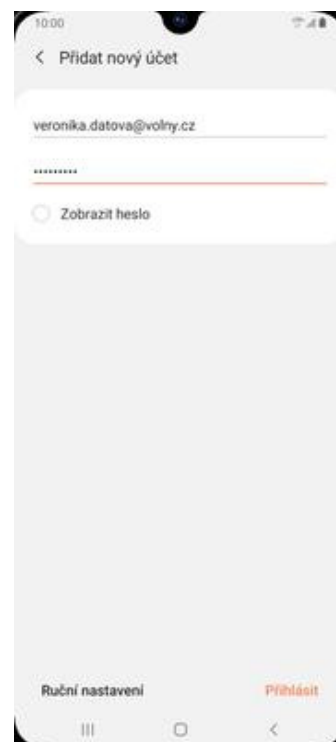 10:00
Přidat nový účet
veronika.datova@volny.cz
•••••••••
Zobrazit heslo
Ruční nastavení
Přihlásit